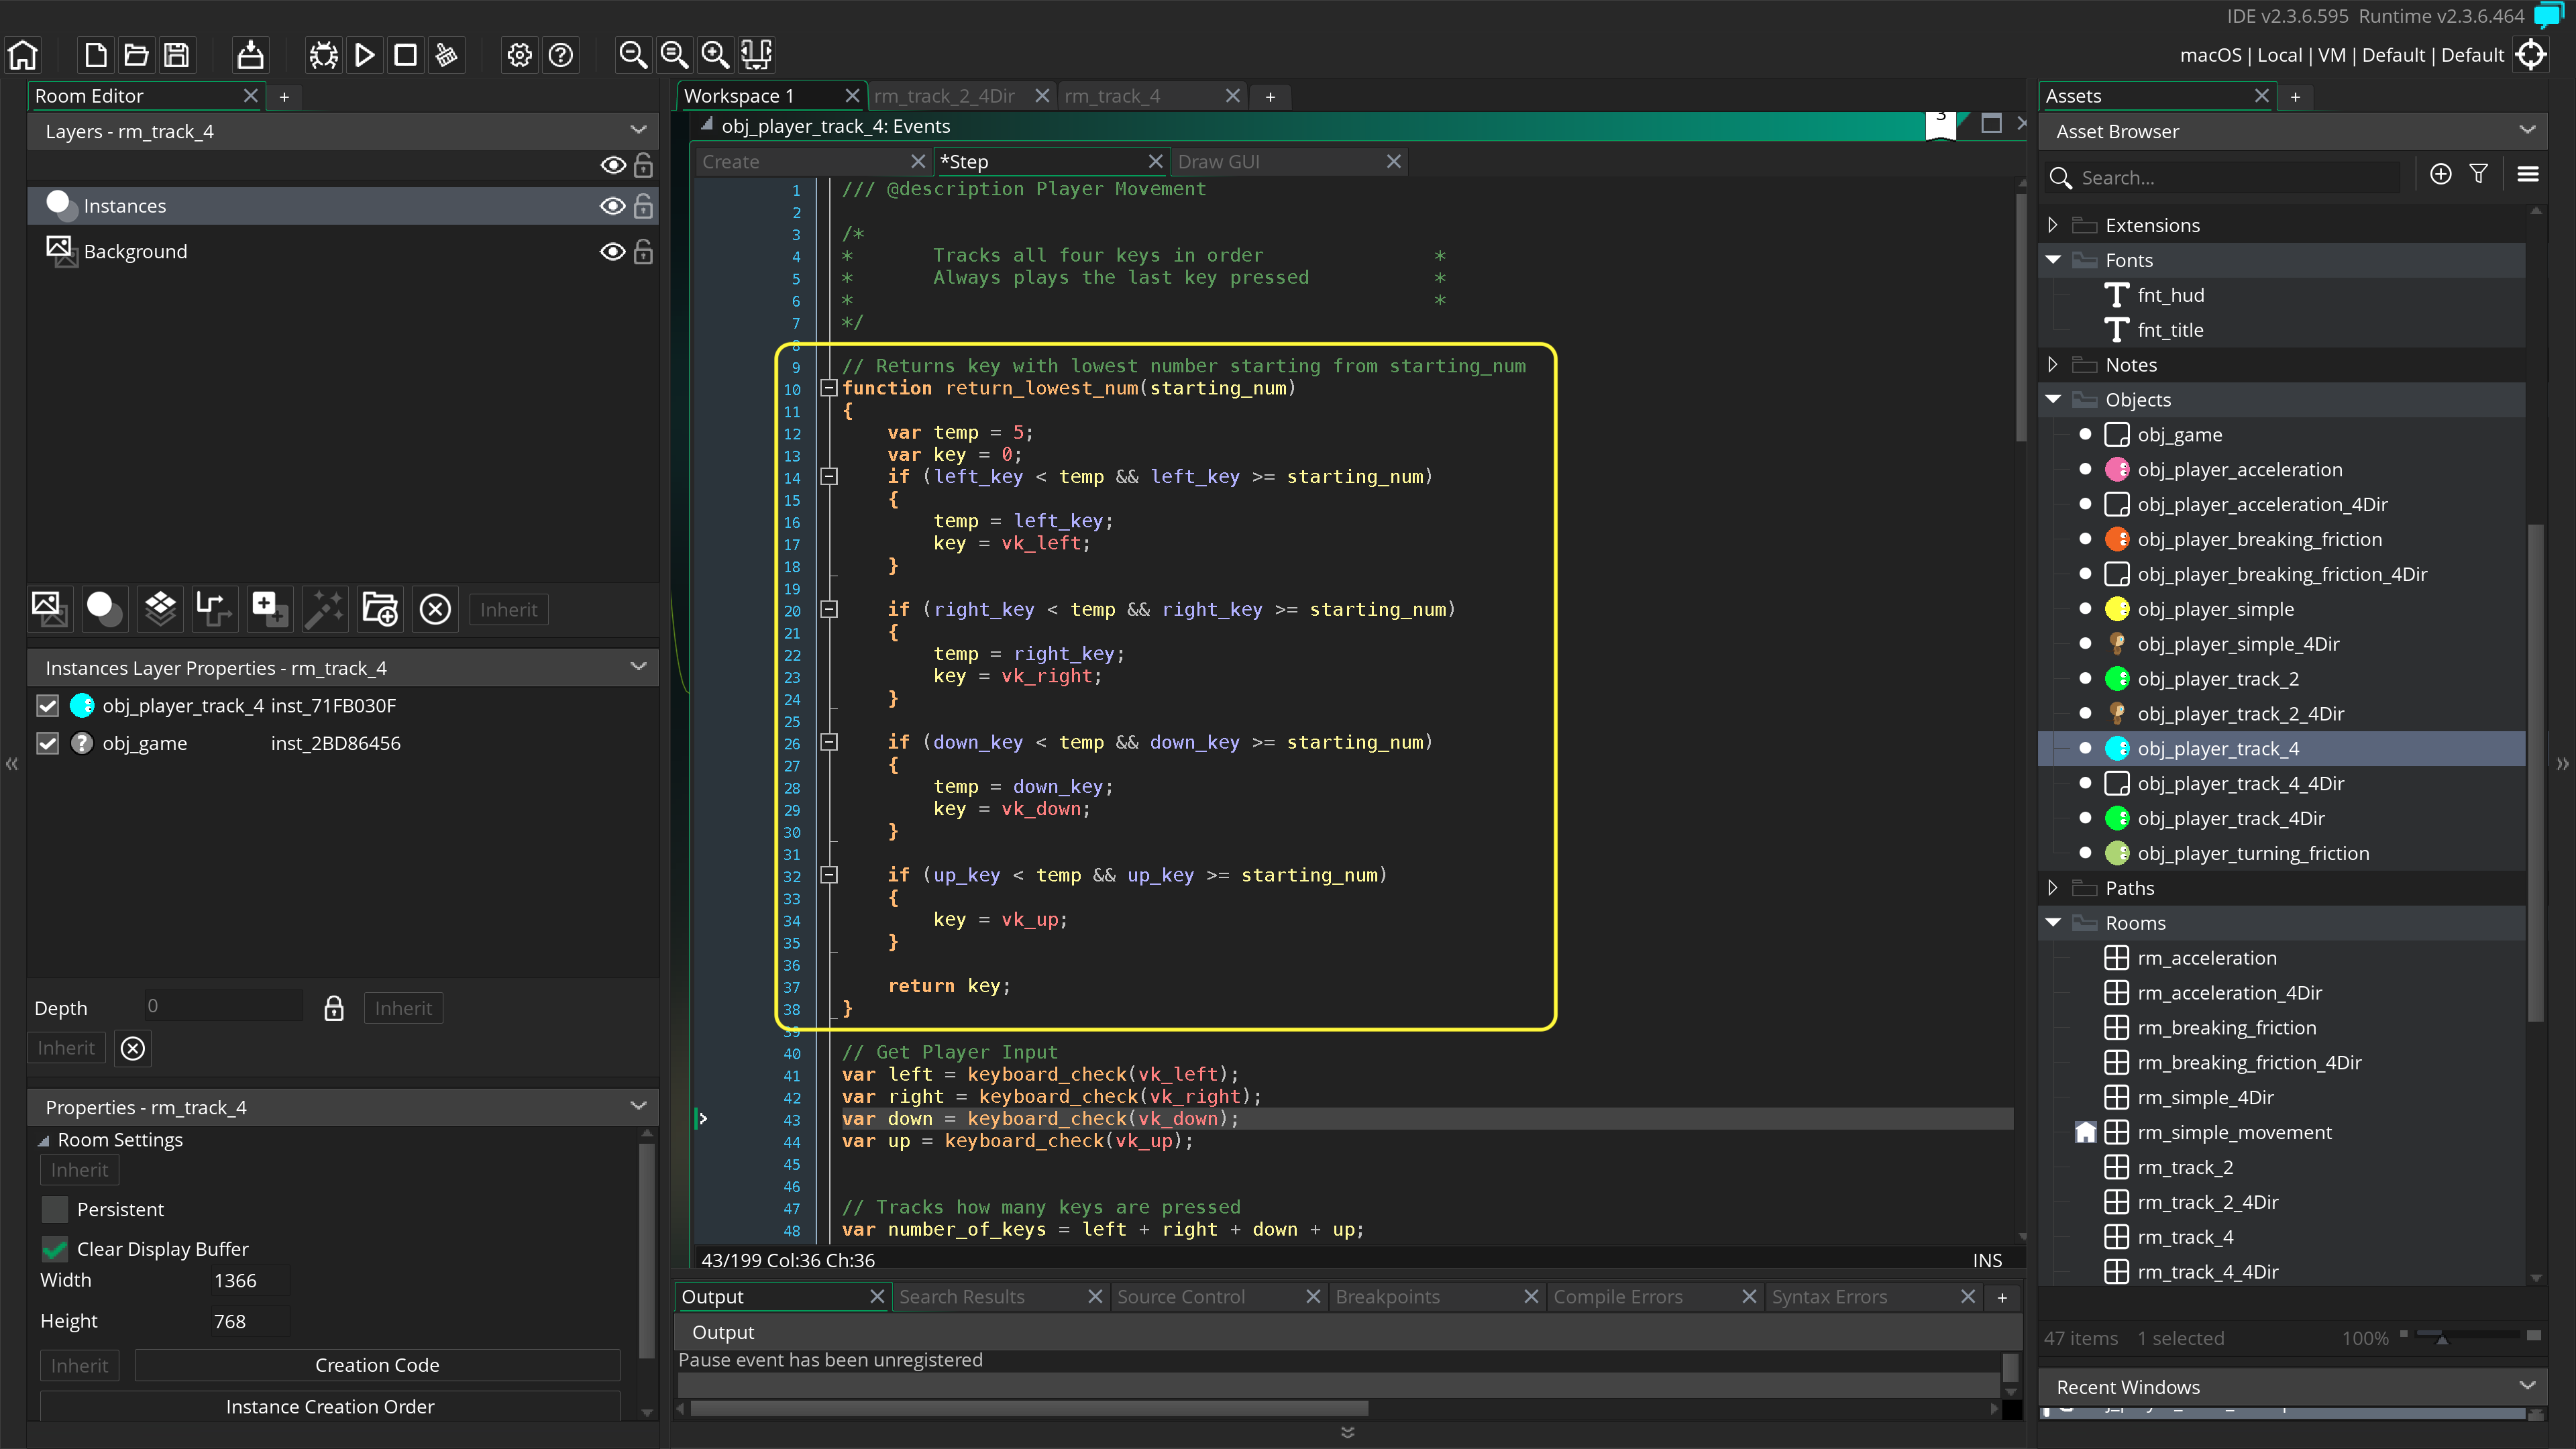 IDE v2.3.6.595 Runtime v2.3.6.464
macOS | Local | VM | Default | Default
Room Editor
Layers - rm_track_4
Instances
Background
Inherit
Instances Layer Properties - rm_track_4
obj_player_track_4 inst_71FB030F
obj_game inst_2BD86456
Depth 0 Inherit
Inherit
Properties - rm_track_4
Room Settings
Inherit
Persistent
Clear Display Buffer
Width 1366
Height 768
Inherit Creation Code
Instance Creation Order
Workspace 1 rm_track_2_4Dir rm_track_4
obj_player_track_4: Events
3
Create *Step Draw GUI
1 /// @description Player Movement
2
3 /*
4 * Tracks all four keys in order *
5 * Always plays the last key pressed *
6 * *
7 */
8
9 // Returns key with lowest number starting from starting_num
10 function return_lowest_num(starting_num)
11 {
12 var temp = 5;
13 var key = 0;
14 if (left_key < temp && left_key >= starting_num)
15 {
16 temp = left_key;
17 key = vk_left;
18 }
19
20 if (right_key < temp && right_key >= starting_num)
21 {
22 temp = right_key;
23 key = vk_right;
24 }
25
26 if (down_key < temp && down_key >= starting_num)
27 {
28 temp = down_key;
29 key = vk_down;
30 }
31
32 if (up_key < temp && up_key >= starting_num)
33 {
34 key = vk_up;
35 }
36
37 return key;
38 }
39
40 // Get Player Input
41 var left = keyboard_check(vk_left);
42 var right = keyboard_check(vk_right);
43 var down = keyboard_check(vk_down);
44 var up = keyboard_check(vk_up);
45
46
47 // Tracks how many keys are pressed
48 var number_of_keys = left + right + down + up;
43/199 Col:36 Ch:36 INS
Output Search Results Source Control Breakpoints Compile Errors Syntax Errors
Output
Pause event has been unregistered
Assets
Asset Browser
Search...
Extensions
Fonts
fnt_hud
fnt_title
Notes
Objects
obj_game
obj_player_acceleration
obj_player_acceleration_4Dir
obj_player_breaking_friction
obj_player_breaking_friction_4Dir
obj_player_simple
obj_player_simple_4Dir
obj_player_track_2
obj_player_track_2_4Dir
obj_player_track_4
obj_player_track_4_4Dir
obj_player_track_4Dir
obj_player_turning_friction
Paths
Rooms
rm_acceleration
rm_acceleration_4Dir
rm_breaking_friction
rm_breaking_friction_4Dir
rm_simple_4Dir
rm_simple_movement
rm_track_2
rm_track_2_4Dir
rm_track_4
rm_track_4_4Dir
47 items 1 selected 100%
Recent Windows